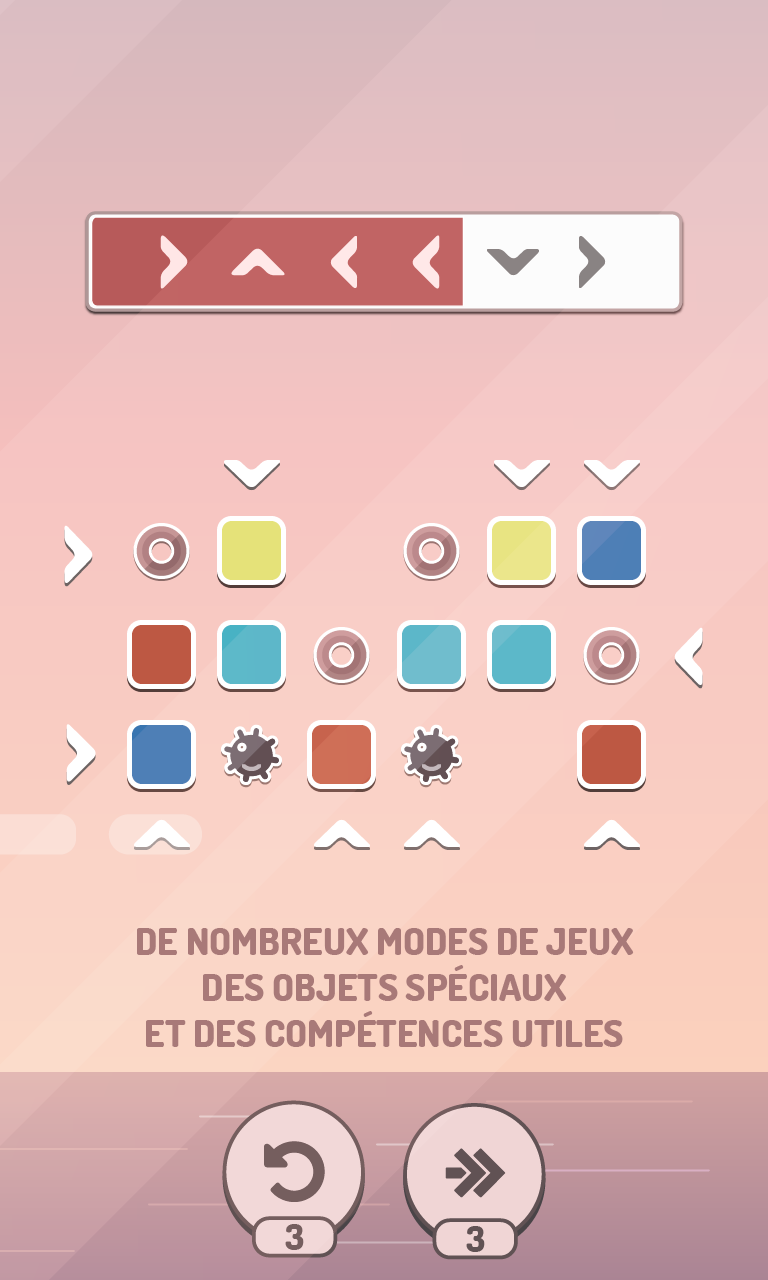 DE NOMBREUX MODES DE JEUX
DES OBJETS SPÉCIAUX
ET DES COMPÉTENCES UTILES
3
3